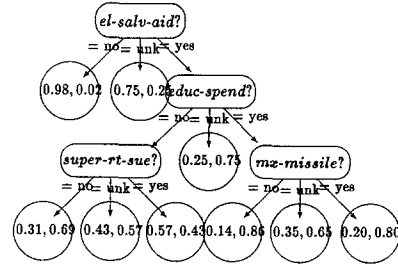 el-salv-aid?
= no = unk = yes
0.98, 0.02 0.75, 0.25 educ-spend?
= no = unk = yes
super-rt-sue? 0.25, 0.75 mx-missile?
= no = unk = yes = no = unk = yes
0.31, 0.69 0.43, 0.57 0.57, 0.43 0.14, 0.86 0.35, 0.65 0.20, 0.80